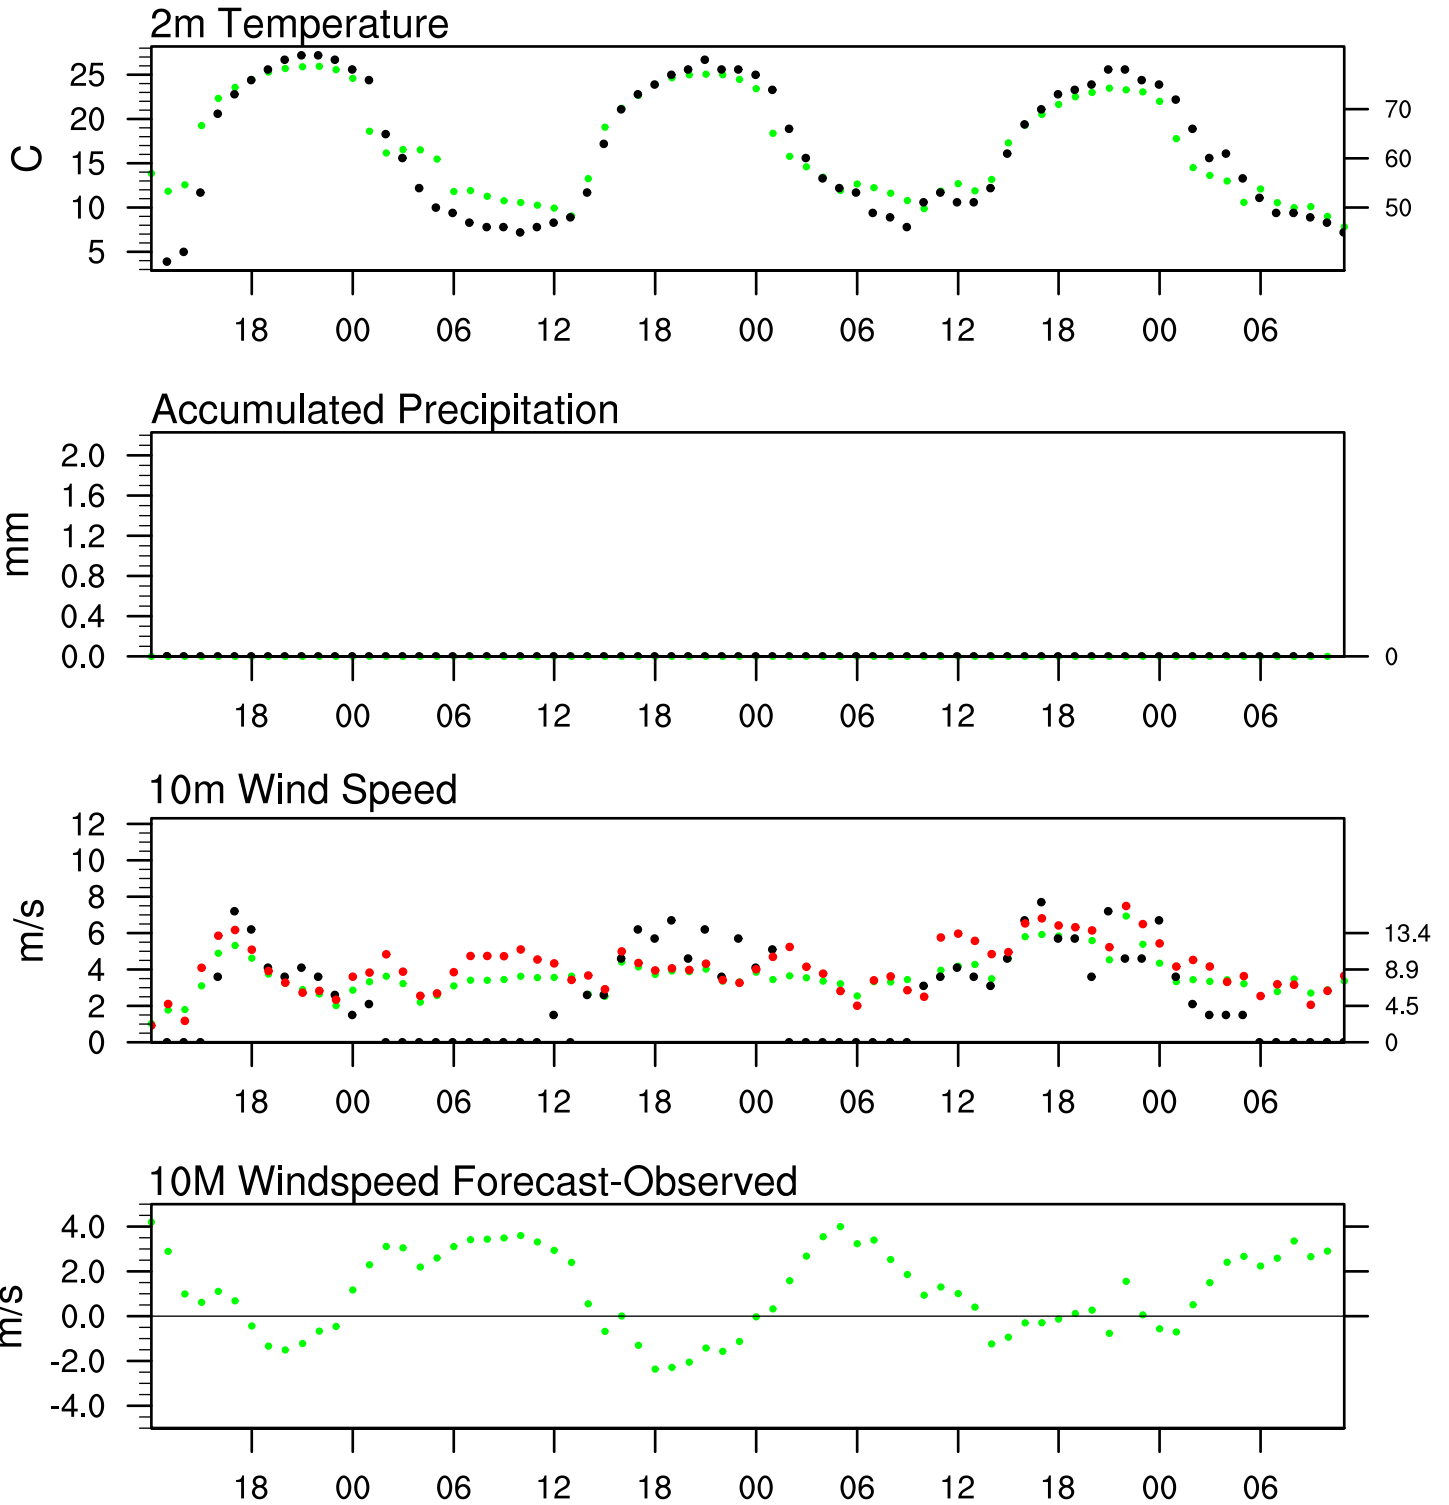 2m Temperature
C
25
20
15
10
5
70
60
50
18 00 06 12 18 00 06 12 18 00 06
Accumulated Precipitation
mm
2.0
1.6
1.2
0.8
0.4
0.0
0
18 00 06 12 18 00 06 12 18 00 06
10m Wind Speed
m/s
12
10
8
6
4
2
0
13.4
8.9
4.5
0
18 00 06 12 18 00 06 12 18 00 06
10M Windspeed Forecast-Observed
m/s
4.0
2.0
0.0
-2.0
-4.0
18 00 06 12 18 00 06 12 18 00 06